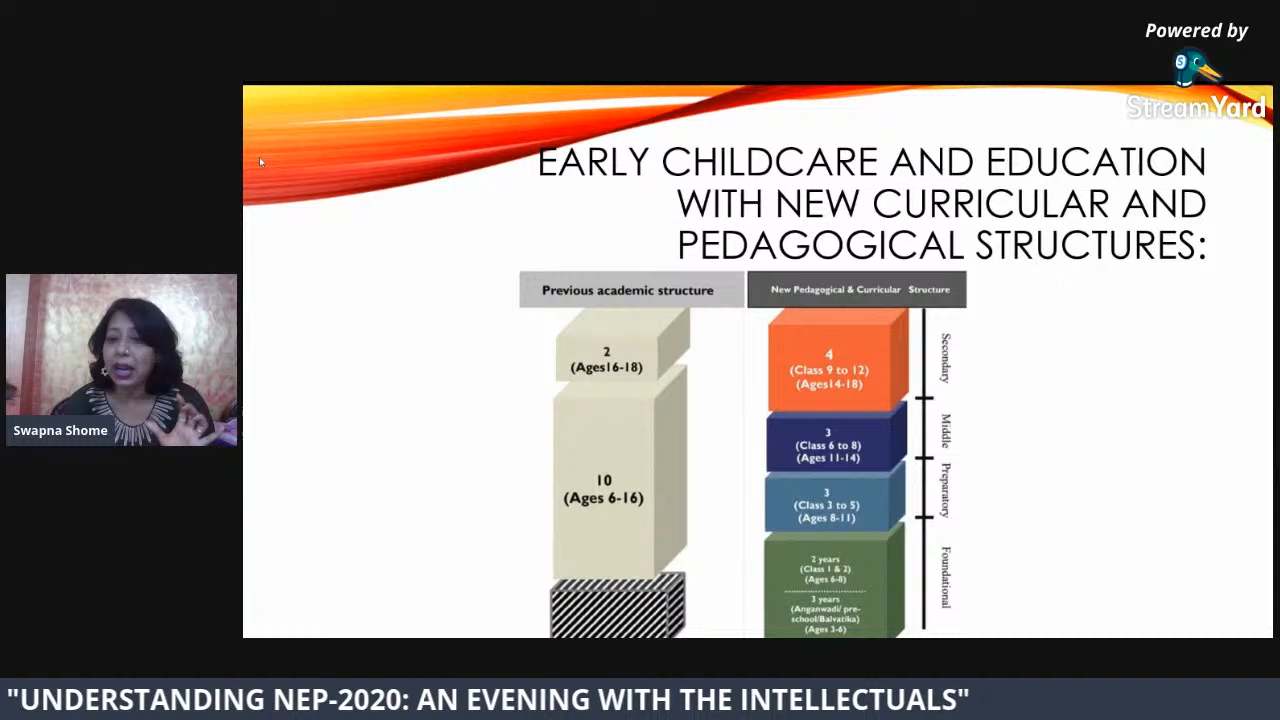 Powered by
StreamYard
EARLY CHILDCARE AND EDUCATION
WITH NEW CURRICULAR AND
PEDAGOGICAL STRUCTURES:
Previous academic structure
New Pedagogical & Curricular Structure
2
(Ages16-18)
10
(Ages 6-16)
4
(Class 9 to 12)
(Ages14-18)
Secondary
3
(Class 6 to 8)
(Ages 11-14)
Middle
3
(Class 3 to 5)
(Ages 8-11)
Preparatory
2 years
(Class 1 & 2)
(Ages 6-8)
3 years
(Anganwadi/ pre-
school/Balvatika)
(Ages 3-6)
Foundational
Swapna Shome
"UNDERSTANDING NEP-2020: AN EVENING WITH THE INTELLECTUALS"